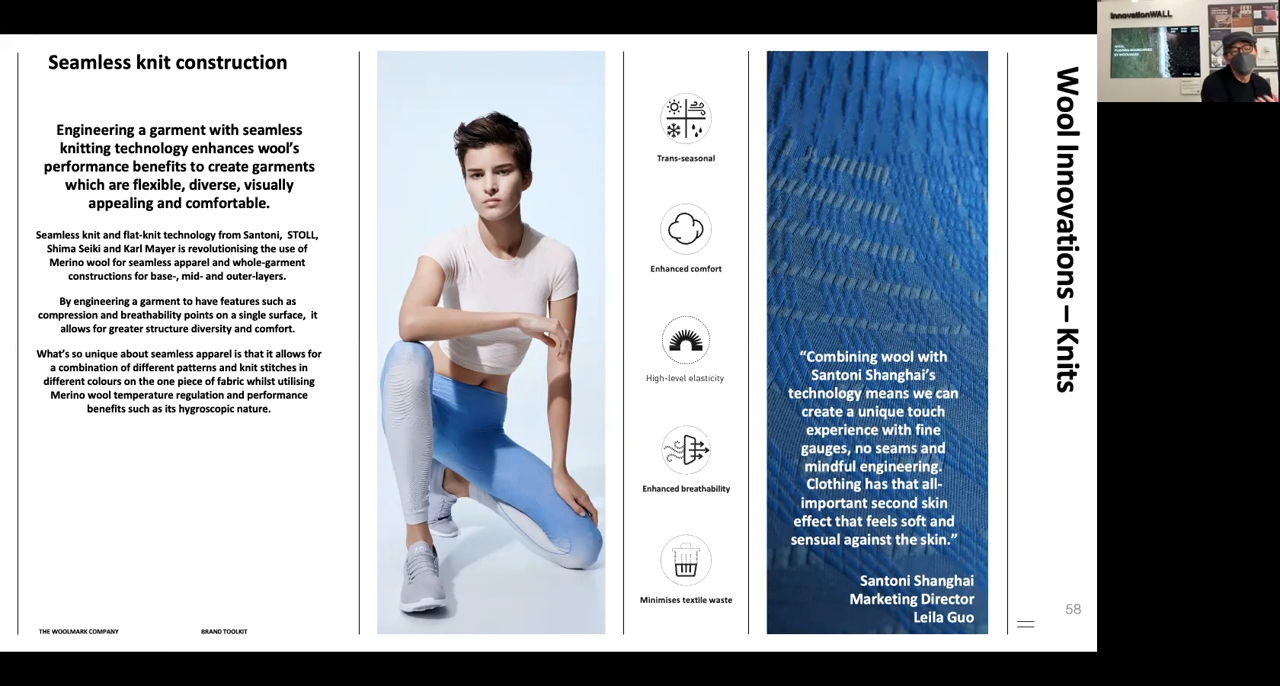 Seamless knit construction
Engineering a garment with seamless
knitting technology enhances wool's
performance benefits to create garments
which are flexible, diverse, visually
appealing and comfortable.
Seamless knit and flat-knit technology from Santoni, STOLL,
Shima Seiki and Karl Mayer is revolutionising the use of
Merino wool for seamless apparel and whole-garment
constructions for base-, mid- and outer-layers.
By engineering a garment to have features such as
compression and breathability points on a single surface, it
allows for greater structure diversity and comfort.
What's so unique about seamless apparel is that it allows for
a combination of different patterns and knit stitches in
different colours on the one piece of fabric whilst utilising
Merino wool temperature regulation and performance
benefits such as its hygroscopic nature.
THE WOOLMARK COMPANY
BRAND TOOLKIT
Trans-seasonal
Enhanced comfort
High-level elasticity
Enhanced breathability
Minimises textile waste
“Combining wool with
Santoni Shanghai's
technology means we can
create a unique touch
experience with fine
gauges, no seams and
mindful engineering.
Clothing has that all-
important second skin
effect that feels soft and
sensual against the skin.”
Santoni Shanghai
Marketing Director
Leila Guo
Wool Innovations – Knits
58
InnovationWALL